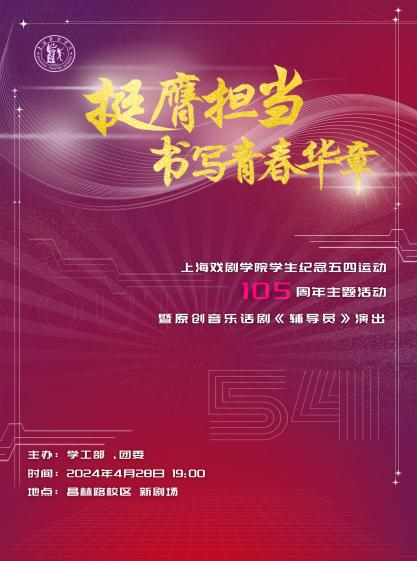 挺膺担当
书写青春华章
上海戏剧学院学生纪念五四运动
105周年主题活动
暨原创音乐话剧《辅导员》演出
54
主办：学工部 、团委
时间：2024年4月28日 19:00
地点：昌林路校区 新剧场